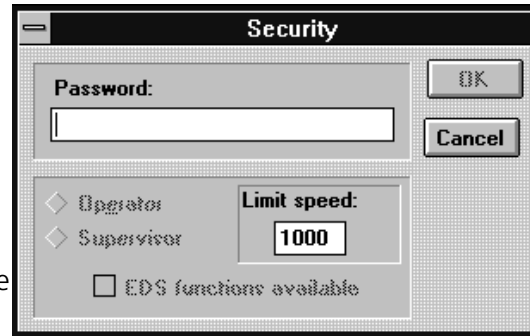 Security
Password:
OK
Cancel
Operator
Limit speed:
Supervisor
1000
EDS functions available
e